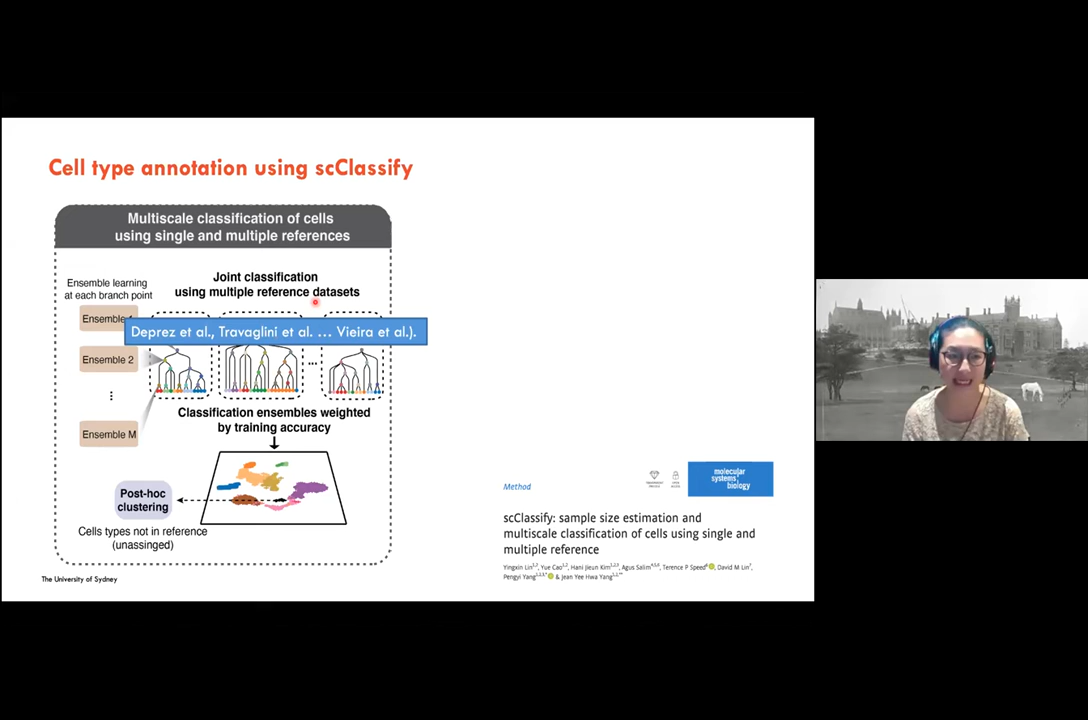 Cell type annotation using scClassify
Multiscale classification of cells
using single and multiple references
Ensemble learning
at each branch point
Joint classification
using multiple reference datasets
Ensemble
Deprez et al., Travaglini et al. … Vieira et al.).
Ensemble 2
...
Ensemble M
Classification ensembles weighted
by training accuracy
Post-hoc
clustering
Cells types not in reference
(unassinged)
The University of Sydney
Method
molecular
systems
biology
scClassify: sample size estimation and
multiscale classification of cells using single and
multiple reference
Yingxin Lin, Yue Cao, Hani Jieun Kim, Agus Salim, Terence P Speed, David M Lin,
Pengyi Yang & Jean Yee Hwa Yang